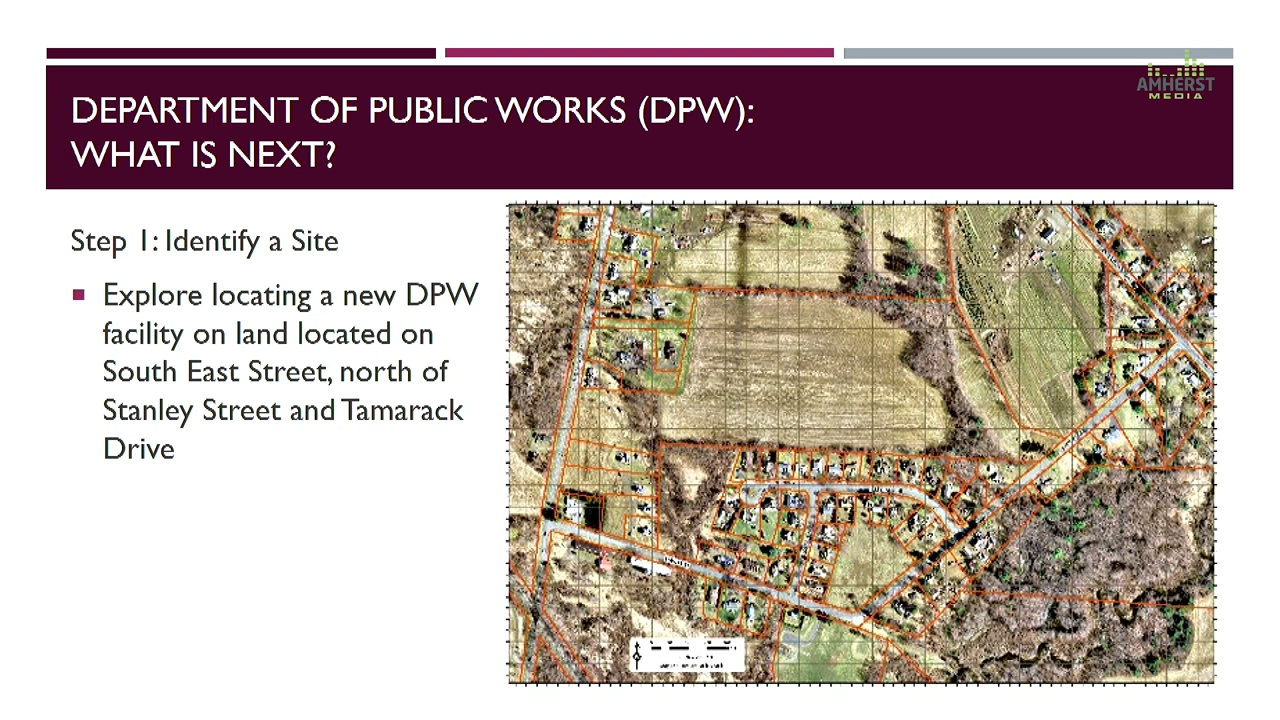 AMHERST
MEDIA
DEPARTMENT OF PUBLIC WORKS (DPW):
WHAT IS NEXT?
Step 1: Identify a Site
Explore locating a new DPW
facility on land located on
South East Street, north of
Stanley Street and Tamarack
Drive